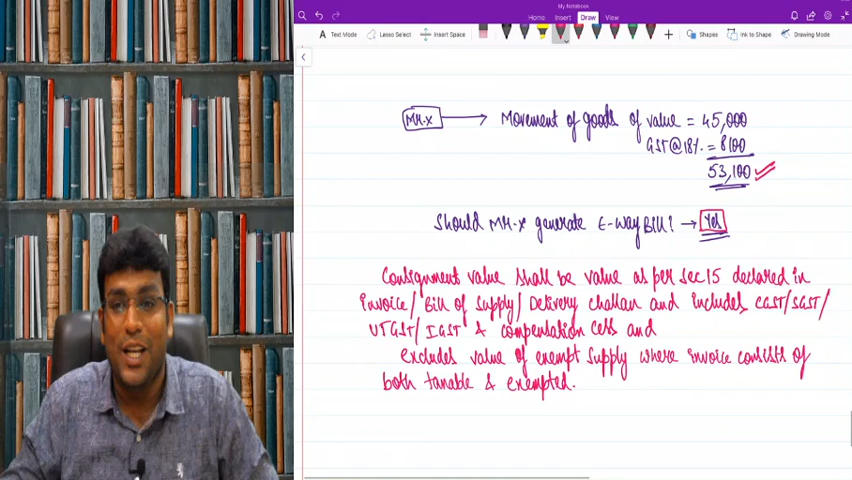 My Notebook
Home Insert Draw View
Text Mode Lasso Select Insert Space Shapes Ink to Shape Drawing Mode
Mr.X → Movement of goods of value = 45,000
GST@18%. = 8100
53,100 ✓
Should Mr.X generate E-Way Bill? → Yes
Consignment value shall be value as per Sec 15 declared in
invoice/ Bill of Supply/ Delivery challan and includes CGST/SGST/
UTGST/ IGST & compensation cess and
excludes value of exempt supply where invoice consists of
both taxable & exempted.